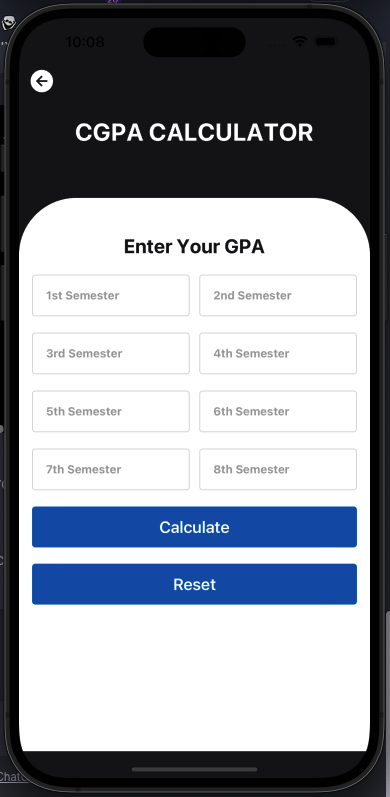 10:08
CGPA CALCULATOR
Enter Your GPA
1st Semester 2nd Semester
3rd Semester 4th Semester
5th Semester 6th Semester
7th Semester 8th Semester
Calculate
Reset